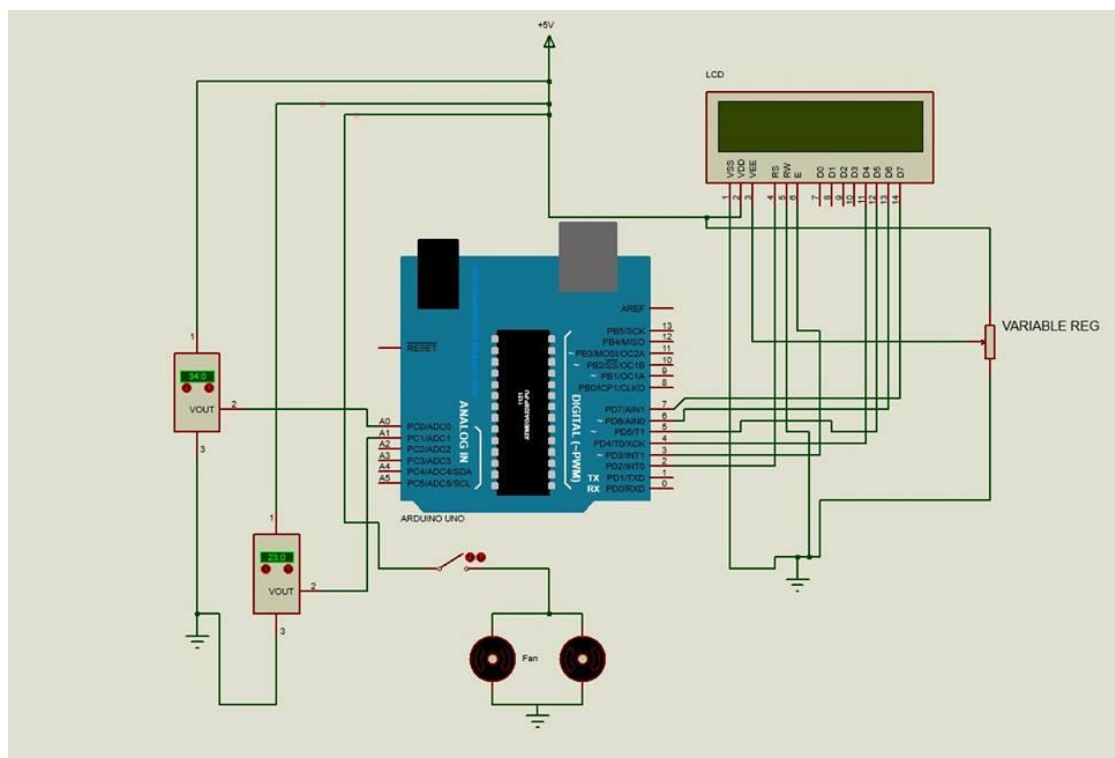 +5V
LCD
VSS
VDD
VEE
RS
RW
E
D0
D1
D2
D3
D4
D5
D6
D7
1
2
3
4
5
6
7
8
9
10
11
12
13
14
VARIABLE REG
AREF
RESET
PB5/SCK 13
PB4/MISO 12
~PB3/MOSI/OC2A 11
~ PB2/SS/OC1B 10
~ PB1/OC1A 9
PB0/ICP1/CLKO 8
PD7/AIN1 7
~ PD6/AIN0 6
~ PD5/T1 5
PD4/T0/XCK 4
~ PD3/INT1 3
PD2/INT0 2
TX PD1/TXD 1
RX PD0/RXD 0
DIGITAL (~PWM)
ANALOG IN
A0 PC0/ADC0
A1 PC1/ADC1
A2 PC2/ADC2
A3 PC3/ADC3
A4 PC4/ADC4/SDA
A5 PC5/ADC5/SCL
ARDUINO UNO
1
34.0
VOUT 2
3
1
23.0
VOUT 2
3
Fan